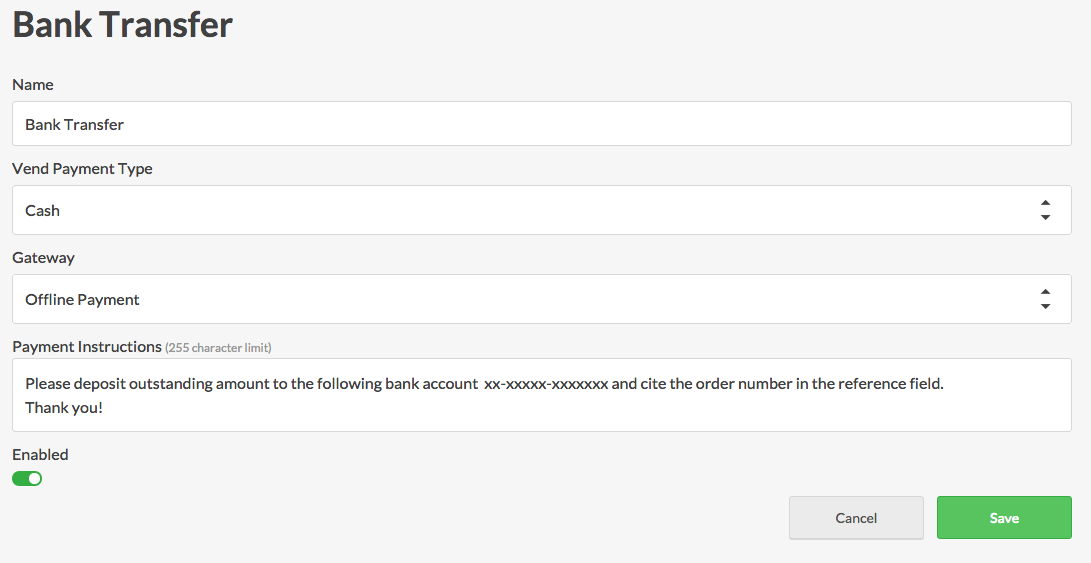 Bank Transfer
Name
Bank Transfer
Vend Payment Type
Cash
Gateway
Offline Payment
Payment Instructions (255 character limit)
Please deposit outstanding amount to the following bank account  xx-xxxxx-xxxxxxx and cite the order number in the reference field.
Thank you!
Enabled
Cancel
Save